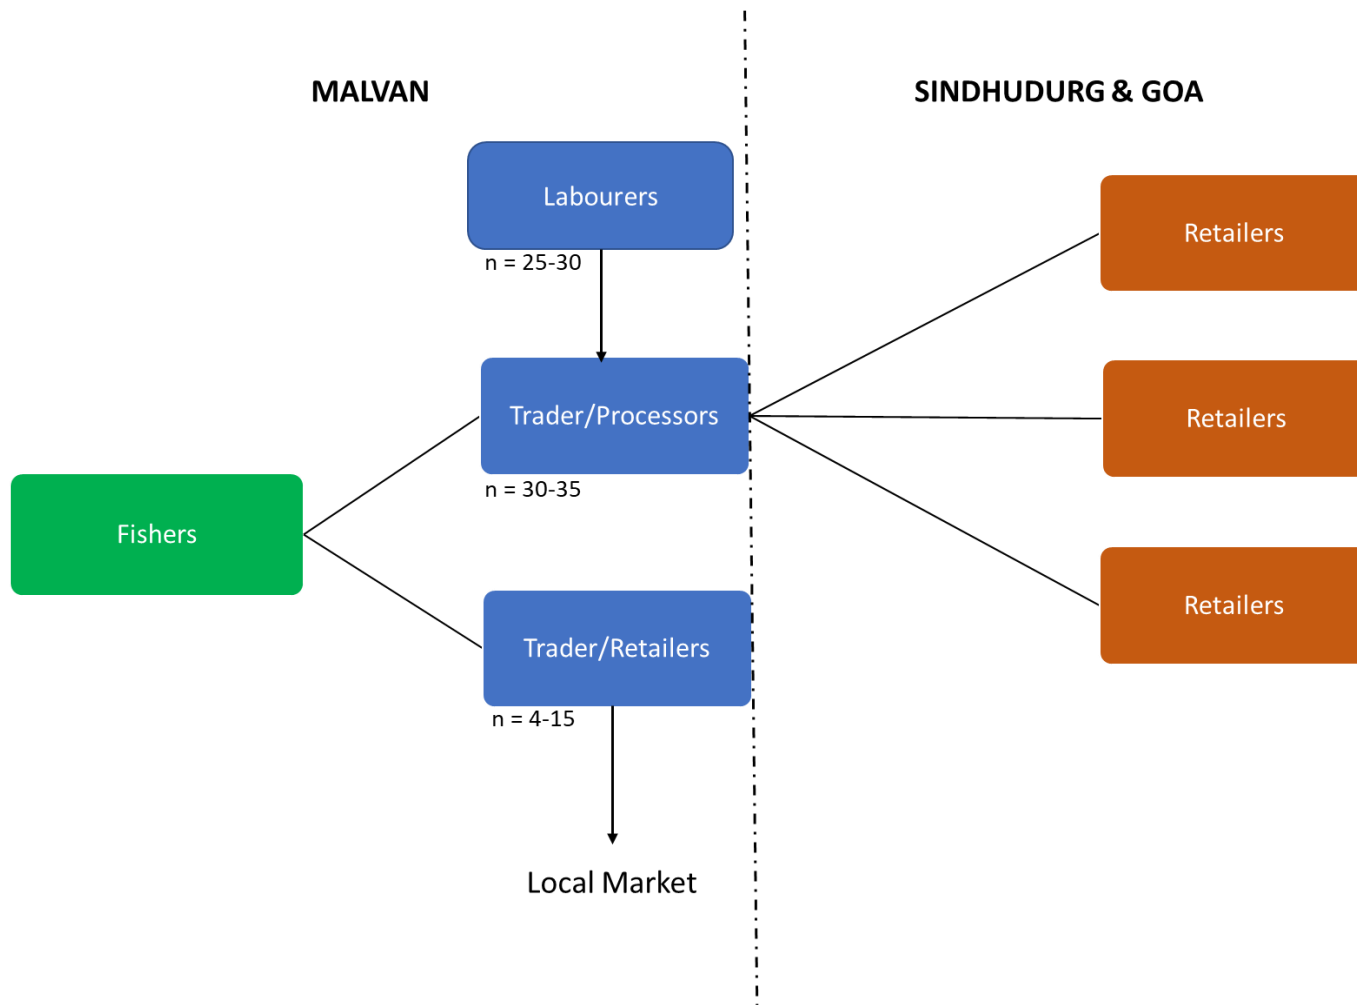 MALVAN
SINDHUDURG & GOA
Labourers
n = 25-30
Retailers
Trader/Processors
n = 30-35
Retailers
Fishers
Trader/Retailers
n = 4-15
Retailers
Local Market